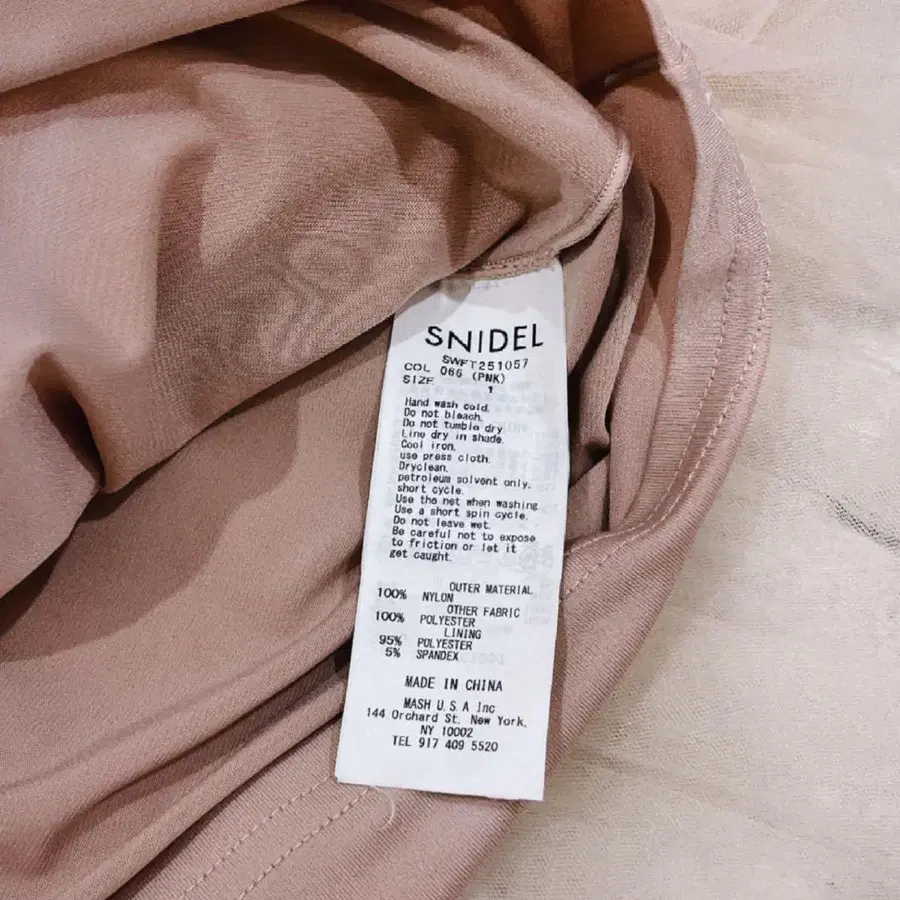 SNIDEL
SWFT251057
COL 066 (PNK)
SIZE 1
Hand wash cold.
Do not bleach.
Do not tumble dry
Line dry in shade.
Cool iron.
use press cloth.
Dryclean.
petroleum solvent only.
short cycle.
Use the net when washing.
Use a short spin cycle.
Do not leave wet.
Be careful not to expose
to friction or let it
get caught.
OUTER MATERIAL
100% NYLON
OTHER FABRIC
100% POLYESTER
LINING
95% POLYESTER
5% SPANDEX
MADE IN CHINA
MASH U.S.A Inc
144 Orchard St. New York,
NY 10002
TEL 917 409 5520